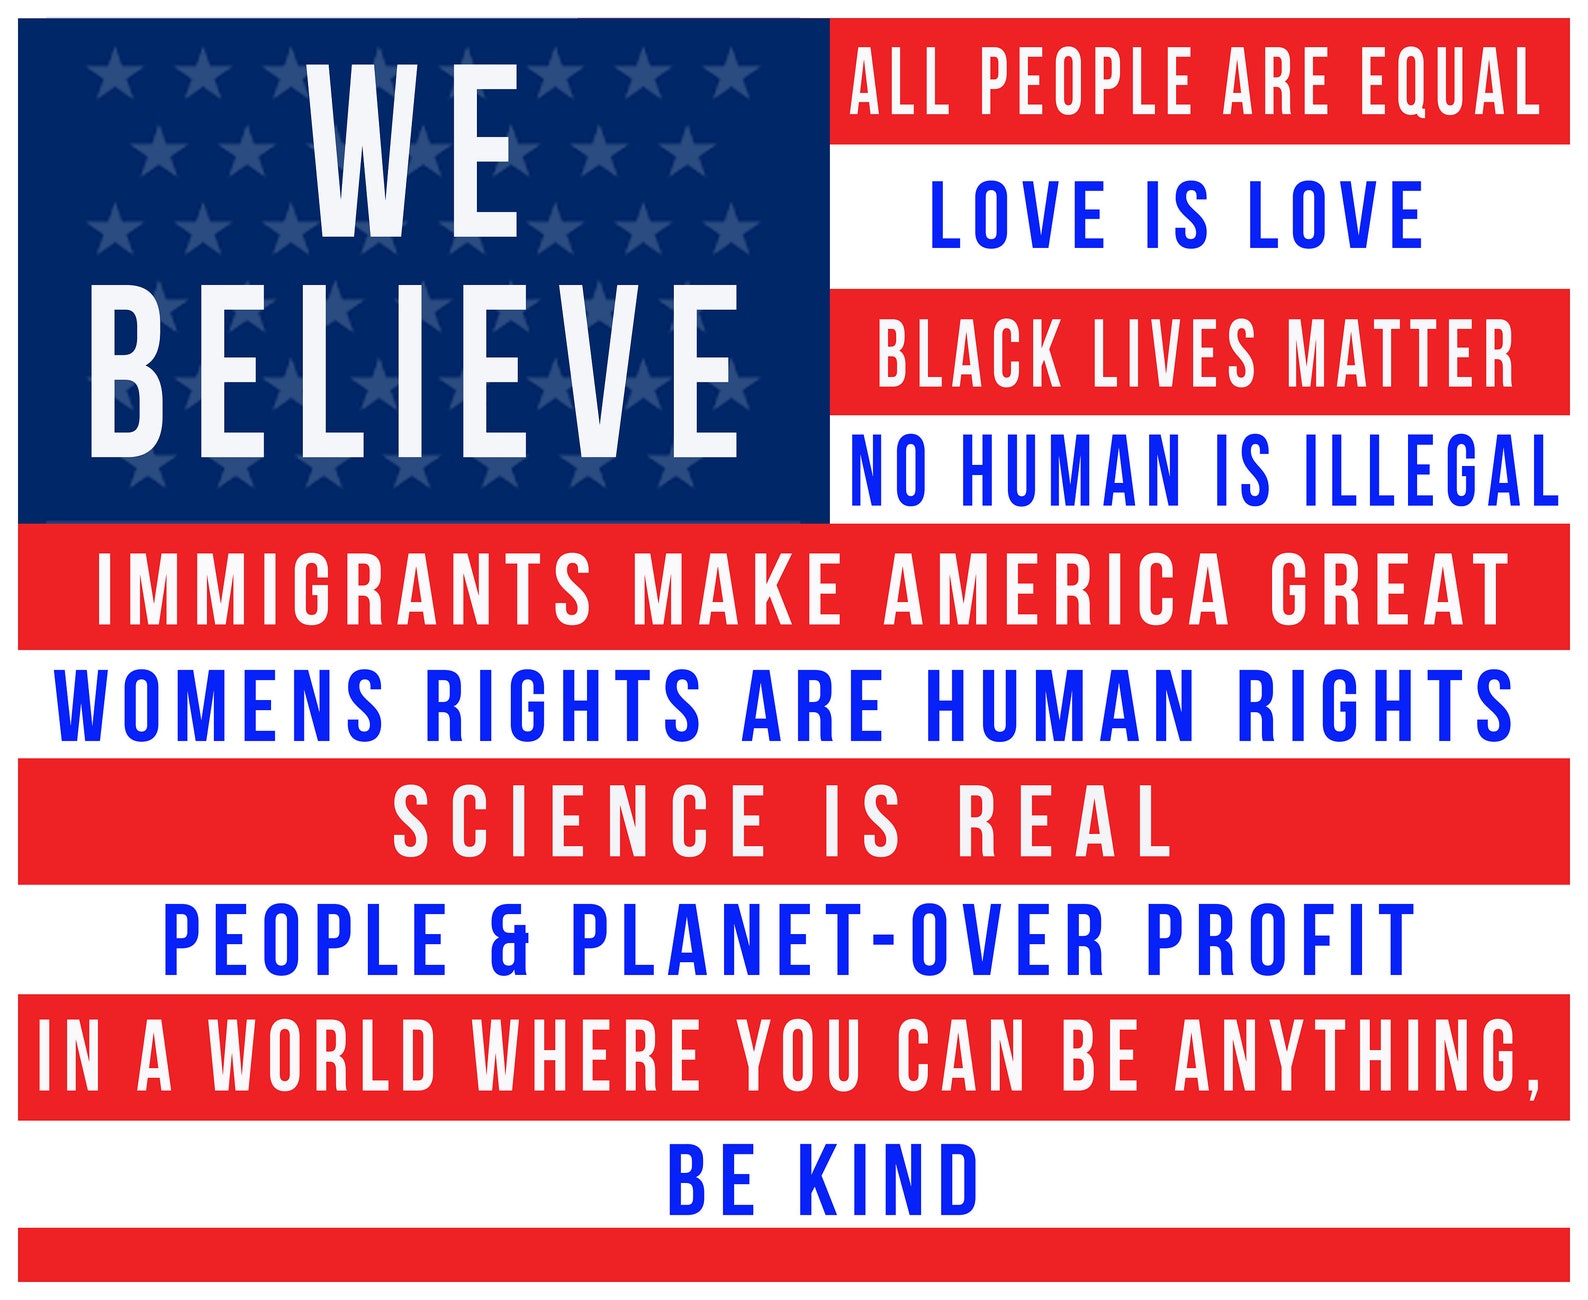 WE
BELIEVE
ALL PEOPLE ARE EQUAL
LOVE IS LOVE
BLACK LIVES MATTER
NO HUMAN IS ILLEGAL
IMMIGRANTS MAKE AMERICA GREAT
WOMENS RIGHTS ARE HUMAN RIGHTS
SCIENCE IS REAL
PEOPLE & PLANET-OVER PROFIT
IN A WORLD WHERE YOU CAN BE ANYTHING,
BE KIND